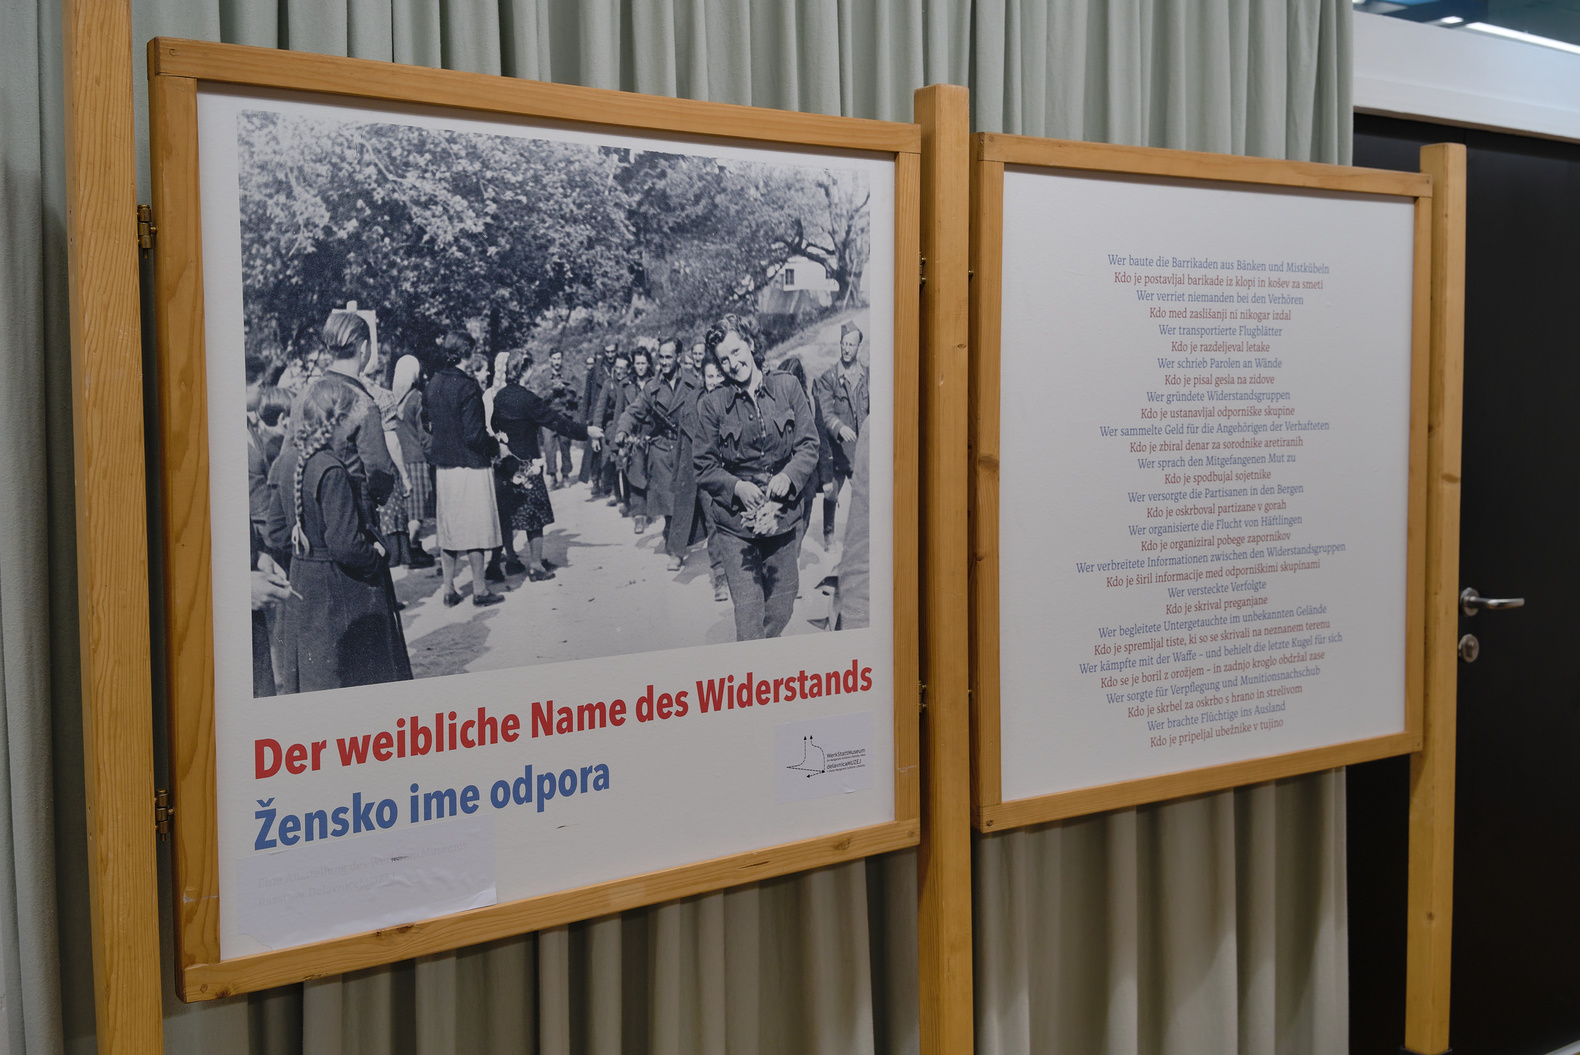 Der weibliche Name des Widerstands
Žensko ime odpora
WerkStattMuseum
delavnicaMUZEJ
Wer baute die Barrikaden aus Bänken und Mistkübeln
Kdo je postavljal barikade iz klopi in košev za smeti
Wer verriet niemanden bei den Verhören
Kdo med zaslišanji ni nikogar izdal
Wer transportierte Flugblätter
Kdo je razdeljeval letake
Wer schrieb Parolen an Wände
Kdo je pisal gesla na zidove
Wer gründete Widerstandsgruppen
Kdo je ustanavljal odporniške skupine
Wer sammelte Geld für die Angehörigen der Verhafteten
Kdo je zbiral denar za sorodnike aretiranih
Wer sprach den Mitgefangenen Mut zu
Kdo je spodbujal sojetnike
Wer versorgte die Partisanen in den Bergen
Kdo je oskrboval partizane v gorah
Wer organisierte die Flucht von Häftlingen
Kdo je organiziral pobege zapornikov
Wer verbreitete Informationen zwischen den Widerstandsgruppen
Kdo je širil informacije med odporniškimi skupinami
Wer versteckte Verfolgte
Kdo je skrival preganjane
Wer begleitete Untergetauchte im unbekannten Gelände
Kdo je spremljal tiste, ki so se skrivali na neznanem terenu
Wer kämpfte mit der Waffe – und behielt die letzte Kugel für sich
Kdo se je boril z orožjem – in zadnjo kroglo obdržal zase
Wer sorgte für Verpflegung und Munitionsnachschub
Kdo je skrbel za oskrbo s hrano in strelivom
Wer brachte Flüchtige ins Ausland
Kdo je pripeljal ubežnike v tujino